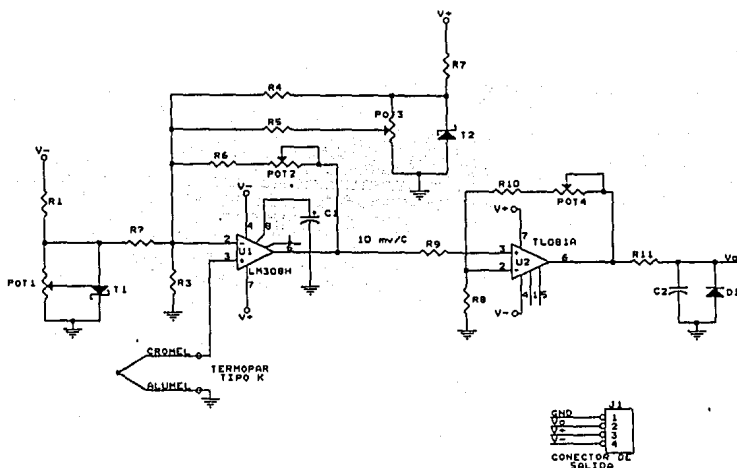 V+
R7
R4
R5
POT3
T2
V-
R6
POT2
R1
V-
4
8
C1
R10
POT4
V+
7
TL081A
R?
2
U1
3
6
LM308H
7
10 mv/C
R9
3
U2
2
6
R11
Vo
POT1
T1
R3
V+
R8
V-
4
1
5
C2
D1
CROMEL
ALUMEL
TERMOPAR
TIPO K
J1
GND
1
Vo
2
V+
3
V-
4
CONECTOR DE
SALIDA